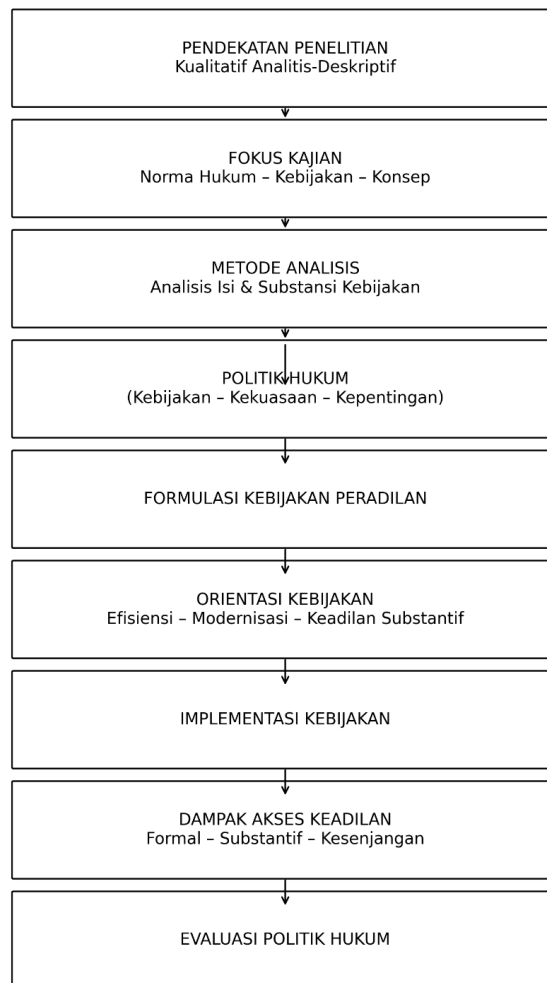 PENDEKATAN PENELITIAN
Kualitatif Analitis-Deskriptif
FOKUS KAJIAN
Norma Hukum – Kebijakan – Konsep
METODE ANALISIS
Analisis Isi & Substansi Kebijakan
POLITIK HUKUM
(Kebijakan – Kekuasaan – Kepentingan)
FORMULASI KEBIJAKAN PERADILAN
ORIENTASI KEBIJAKAN
Efisiensi – Modernisasi – Keadilan Substantif
IMPLEMENTASI KEBIJAKAN
DAMPAK AKSES KEADILAN
Formal – Substantif – Kesenjangan
EVALUASI POLITIK HUKUM